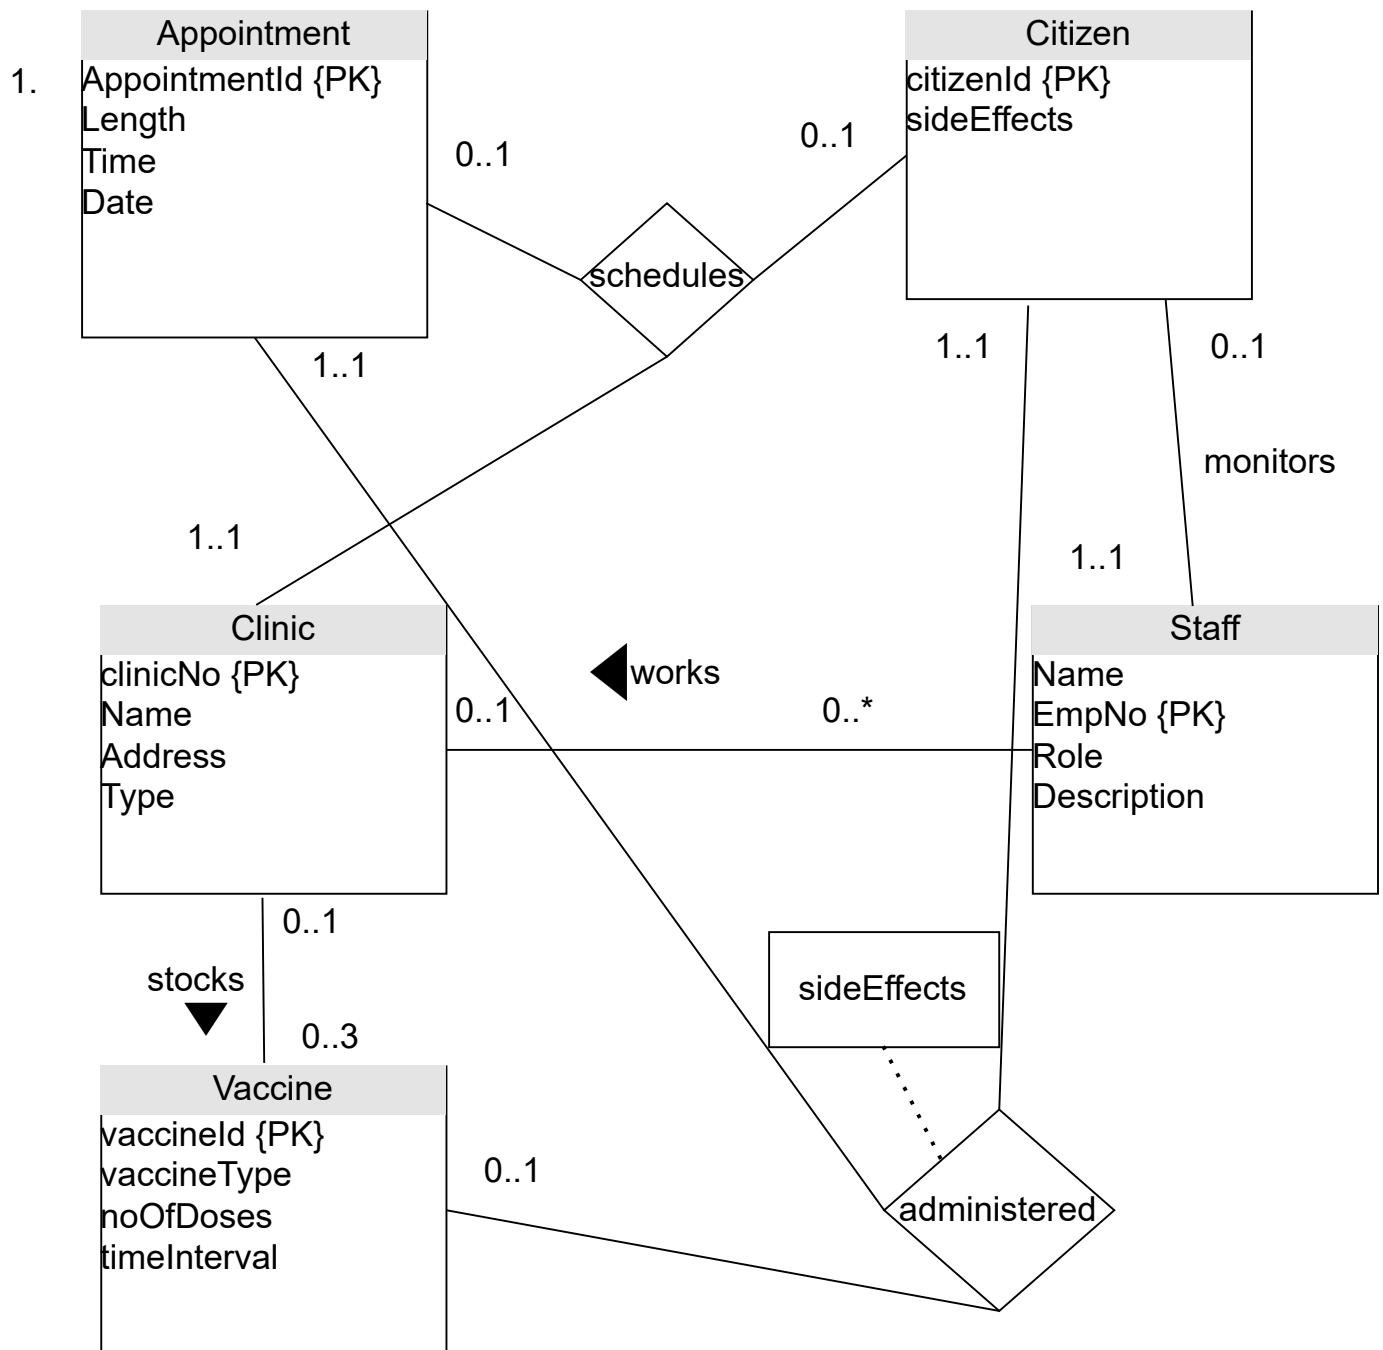 1.
Appointment
AppointmentId {PK}
Length
Time
Date
Citizen
citizenId {PK}
sideEffects
0..1
0..1
schedules
1..1
1..1
0..1
monitors
1..1
1..1
Clinic
clinicNo {PK}
Name
Address
Type
works
0..1
0..*
Staff
Name
EmpNo {PK}
Role
Description
0..1
stocks
0..3
sideEffects
Vaccine
vaccineId {PK}
vaccineType
noOfDoses
timeInterval
0..1
administered